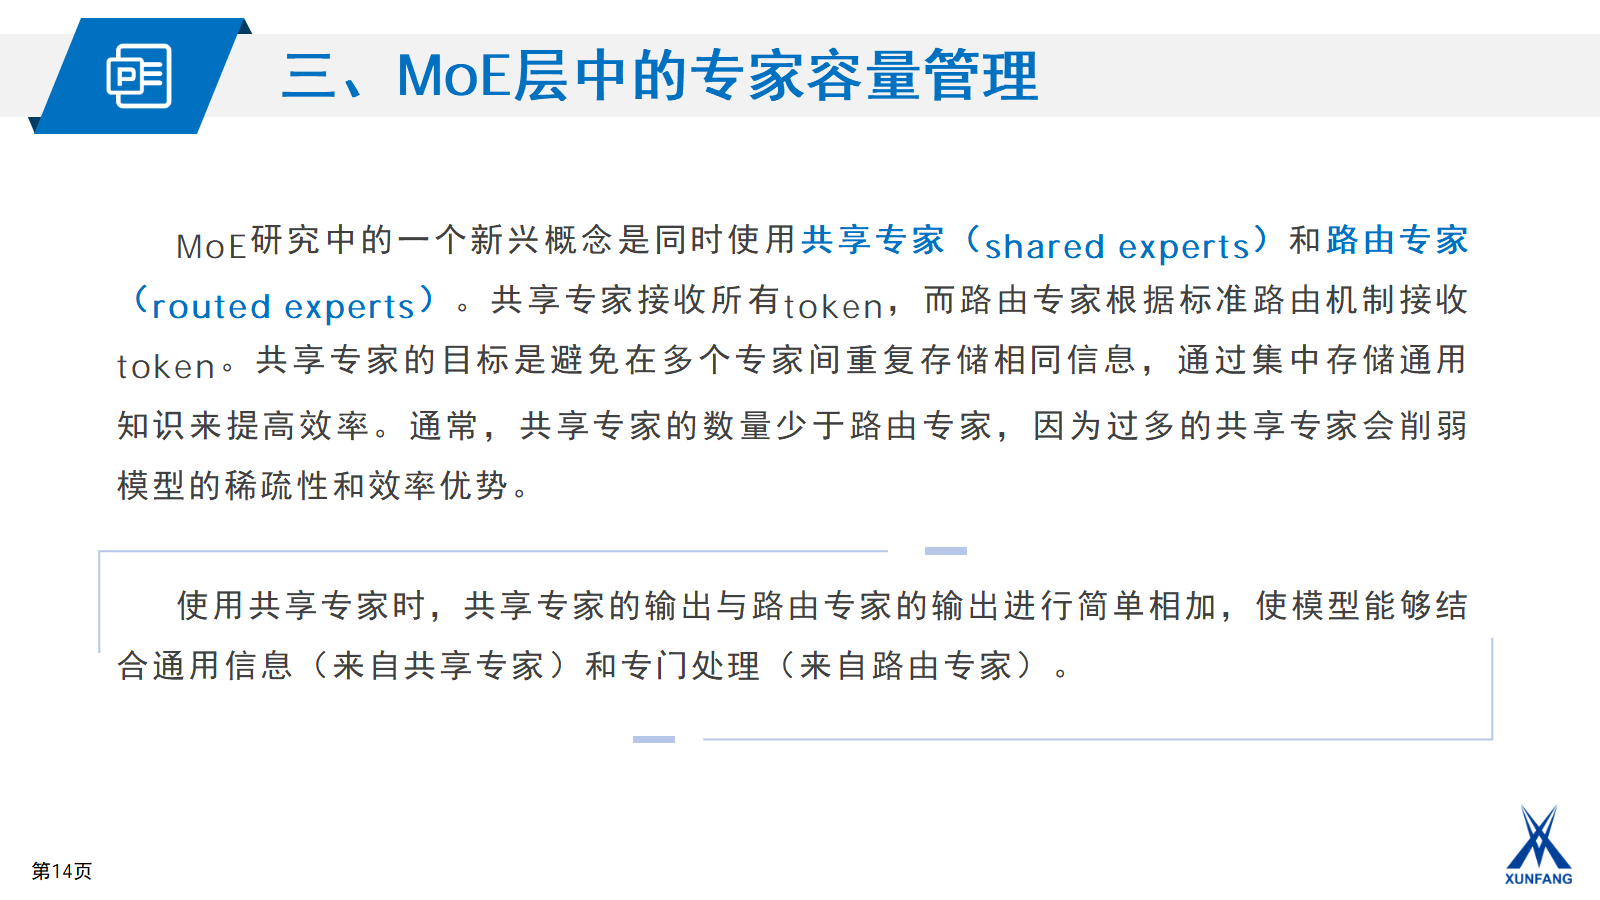 三、MoE层中的专家容量管理
MoE研究中的一个新兴概念是同时使用共享专家（shared experts）和路由专家
（routed experts）。共享专家接收所有token，而路由专家根据标准路由机制接收
token。共享专家的目标是避免在多个专家间重复存储相同信息，通过集中存储通用
知识来提高效率。通常，共享专家的数量少于路由专家，因为过多的共享专家会削弱
模型的稀疏性和效率优势。
使用共享专家时，共享专家的输出与路由专家的输出进行简单相加，使模型能够结
合通用信息（来自共享专家）和专门处理（来自路由专家）。
第14页
XUNFANG